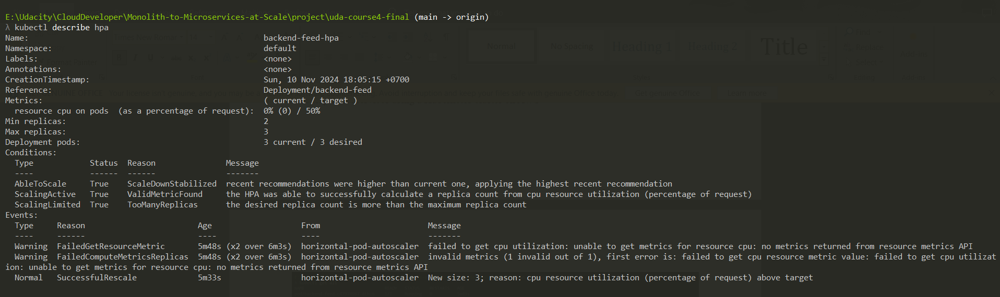 E:\Udacity\CloudDeveloper\Monolith-to-Microservices-at-Scale\project\uda-course4-final (main -> origin)
λ kubectl describe hpa
Name: backend-feed-hpa
Namespace: default
Labels: <none>
Annotations: <none>
CreationTimestamp: Sun, 10 Nov 2024 18:05:15 +0700
Reference: Deployment/backend-feed
Metrics: ( current / target )
resource cpu on pods (as a percentage of request): 0% (0) / 50%
Min replicas: 2
Max replicas: 3
Deployment pods: 3 current / 3 desired
Conditions:
Type Status Reason Message
---- ------ ------ -------
AbleToScale True ScaleDownStabilized recent recommendations were higher than current one, applying the highest recent recommendation
ScalingActive True ValidMetricFound the HPA was able to successfully calculate a replica count from cpu resource utilization (percentage of request)
ScalingLimited True TooManyReplicas the desired replica count is more than the maximum replica count
Events:
Type Reason Age From Message
---- ------ ---- ---- -------
Warning FailedGetResourceMetric 5m48s (x2 over 6m3s) horizontal-pod-autoscaler failed to get cpu utilization: unable to get metrics for resource cpu: no metrics returned from resource metrics API
Warning FailedComputeMetricsReplicas 5m48s (x2 over 6m3s) horizontal-pod-autoscaler invalid metrics (1 invalid out of 1), first error is: failed to get cpu resource metric value: failed to get cpu utilizat
ion: unable to get metrics for resource cpu: no metrics returned from resource metrics API
Normal SuccessfulRescale 5m33s horizontal-pod-autoscaler New size: 3; reason: cpu resource utilization (percentage of request) above target
Normal
No Spacing
Heading 1
Heading 2
Title